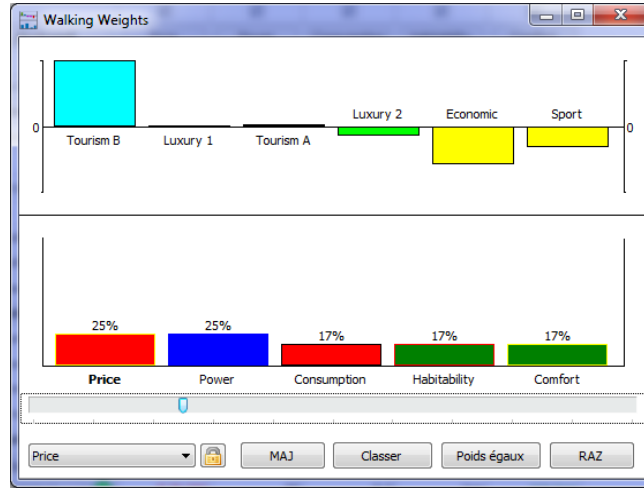 Walking Weights
Luxury 2 Economic Sport
0 0
Tourism B Luxury 1 Tourism A
25% 25% 17% 17% 17%
Price Power Consumption Habitability Comfort
Price MAJ Classer Poids égaux RAZ